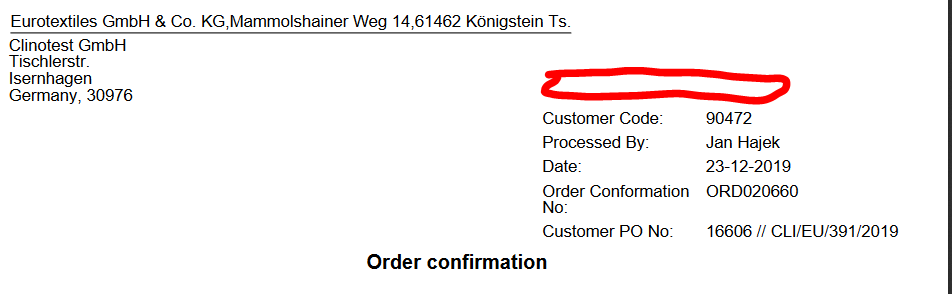 Eurotextiles GmbH & Co. KG,Mammolshainer Weg 14,61462 Königstein Ts.
Clinotest GmbH
Tischlerstr.
Isernhagen
Germany, 30976
Customer Code: 90472
Processed By: Jan Hajek
Date: 23-12-2019
Order Conformation No: ORD020660
Customer PO No: 16606 // CLI/EU/391/2019
Order confirmation